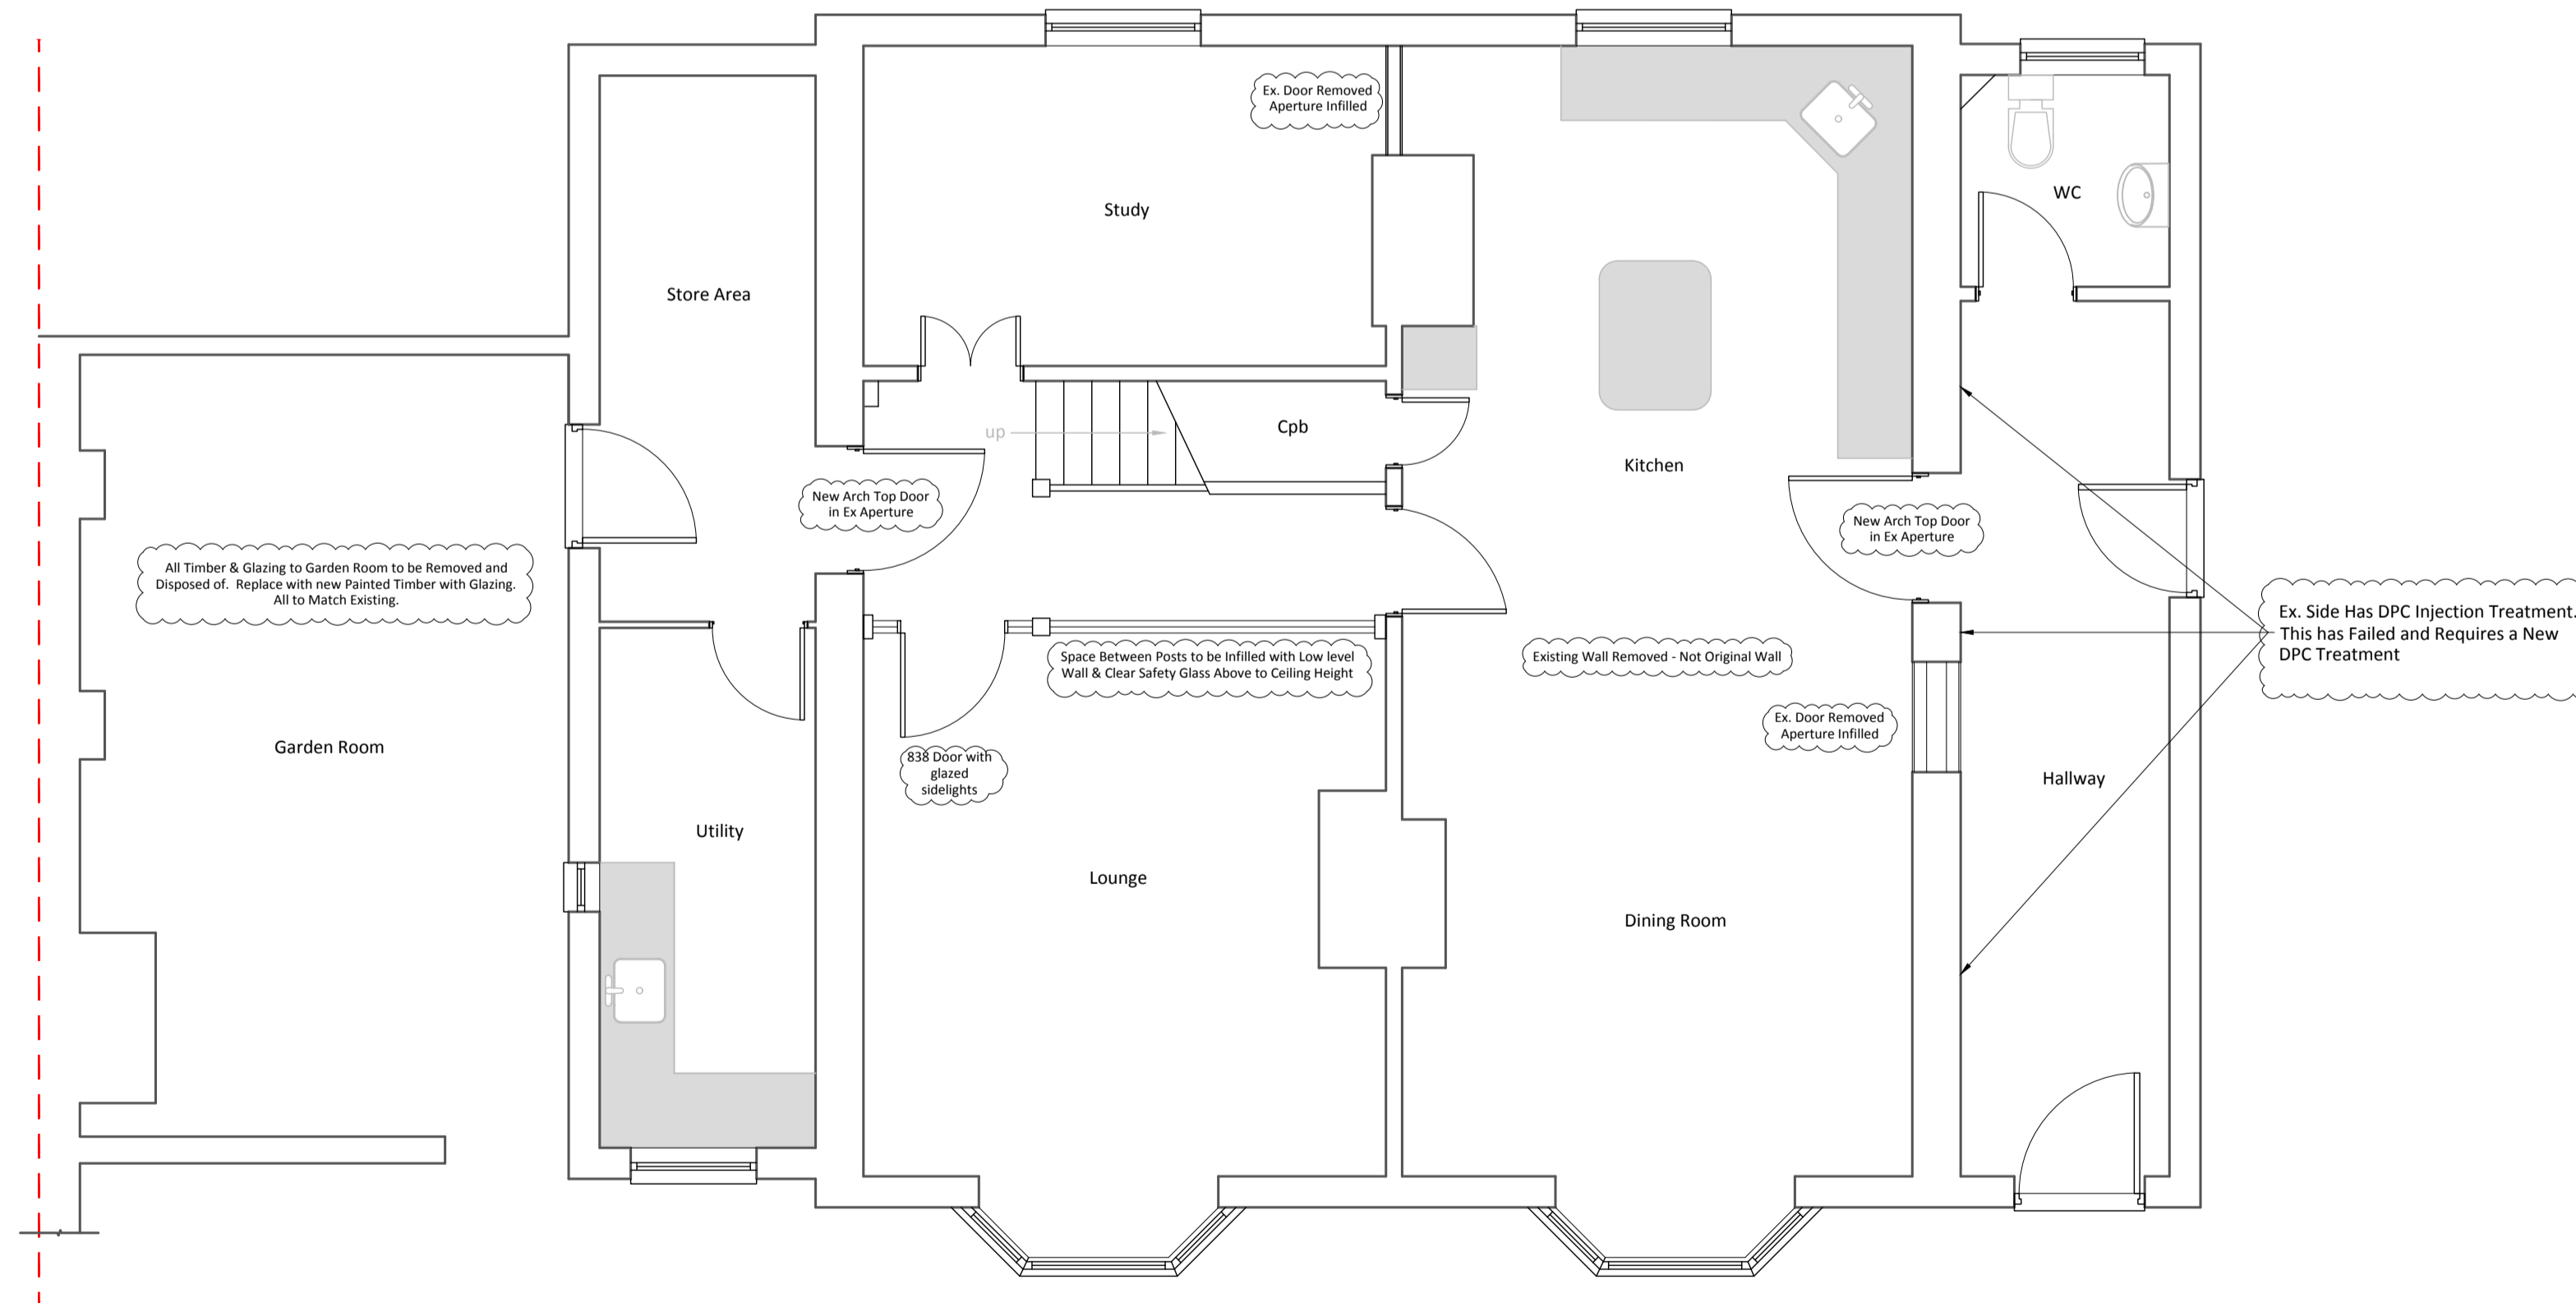 Ex. Door Removed
Aperture Infilled
WC
Study
Store Area
up
Cpb
Kitchen
New Arch Top Door
in Ex Aperture
New Arch Top Door
in Ex Aperture
All Timber & Glazing to Garden Room to be Removed and
Disposed of.  Replace with new Painted Timber with Glazing.
All to Match Existing.
Ex. Side Has DPC Injection Treatment.
This has Failed and Requires a New
DPC Treatment
Space Between Posts to be Infilled with Low level
Wall & Clear Safety Glass Above to Ceiling Height
Existing Wall Removed - Not Original Wall
Ex. Door Removed
Aperture Infilled
Garden Room
838 Door with
glazed
sidelights
Hallway
Utility
Lounge
Dining Room